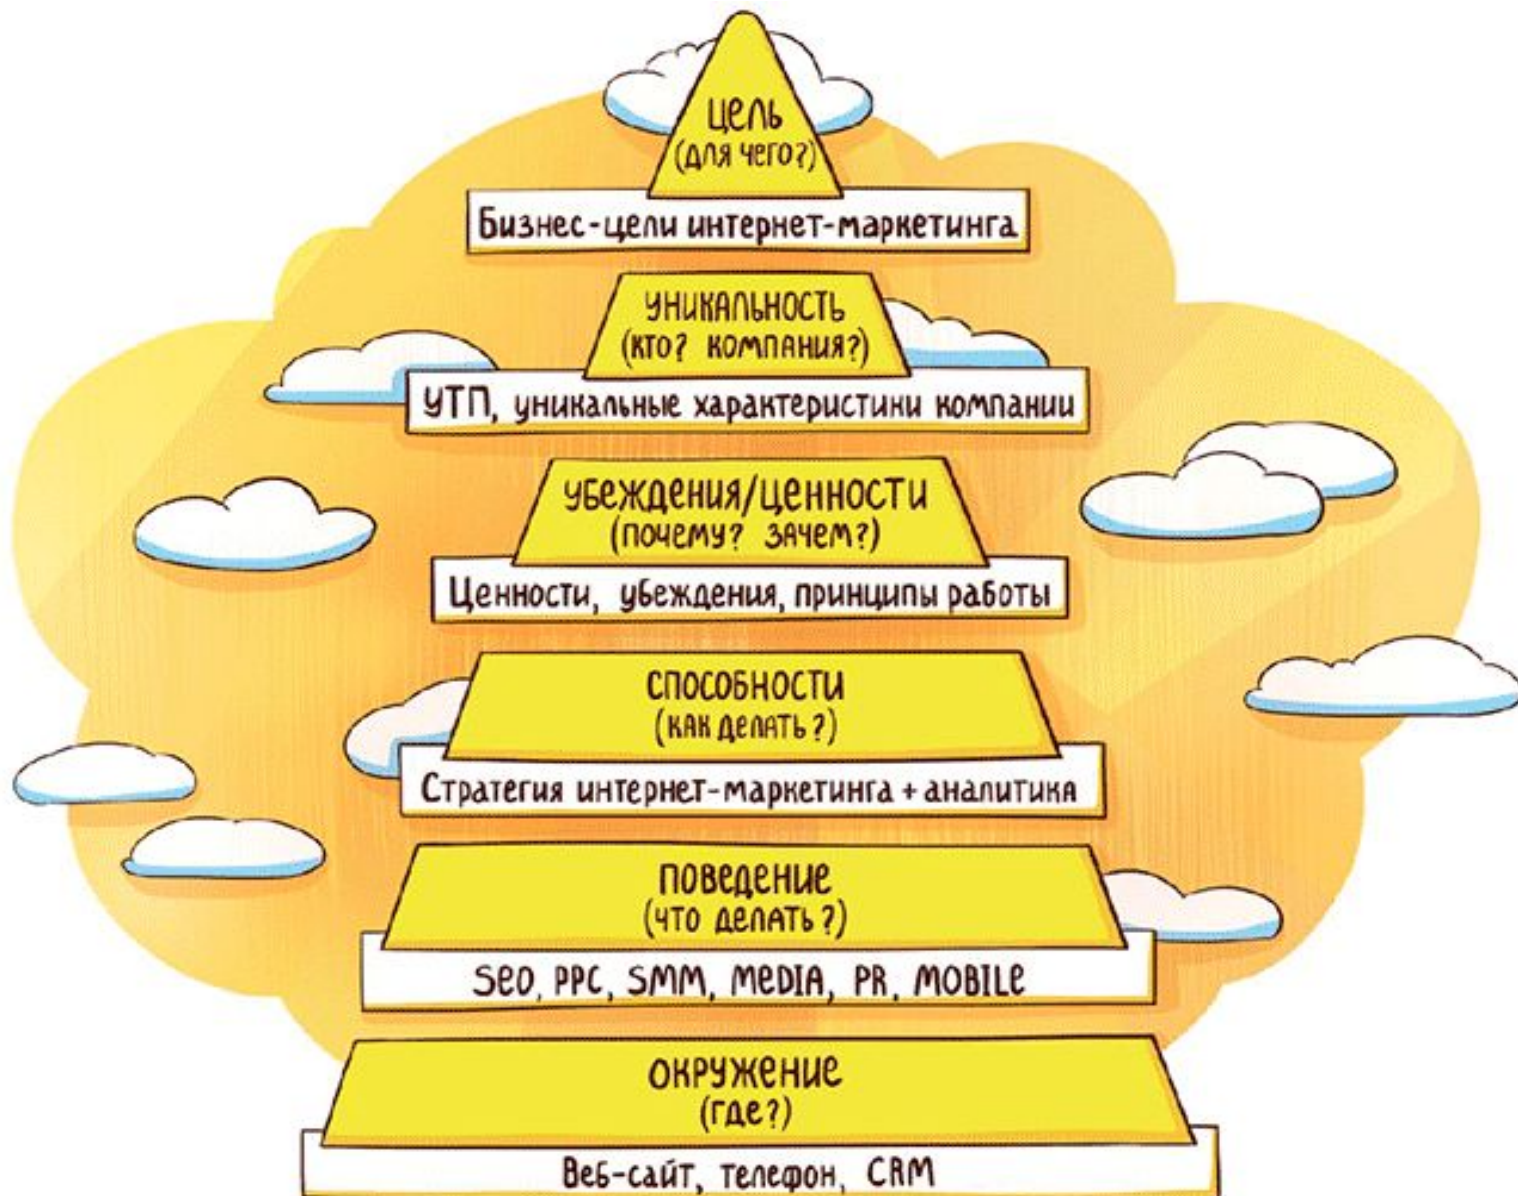 ЦЕЛЬ
(ДЛЯ ЧЕГО?)
Бизнес-цели интернет-маркетинга
УНИКАЛЬНОСТЬ
(КТО? КОМПАНИЯ?)
УТП, уникальные характеристики компании
УБЕЖДЕНИЯ/ЦЕННОСТИ
(ПОЧЕМУ? ЗАЧЕМ?)
Ценности, убеждения, принципы работы
СПОСОБНОСТИ
(КАК ДЕЛАТЬ?)
Стратегия интернет-маркетинга + аналитика
ПОВЕДЕНИЕ
(ЧТО ДЕЛАТЬ?)
SEO, PPC, SMM, MEDIA, PR, MOBILE
ОКРУЖЕНИЕ
(ГДЕ?)
Веб-сайт, телефон, CRM